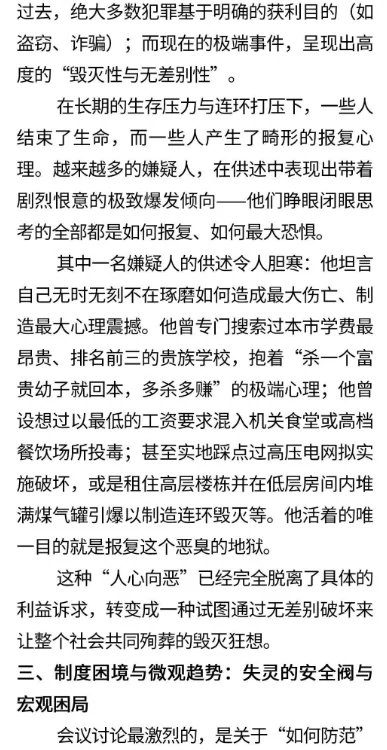 过去，绝大多数犯罪基于明确的获利目的（如
盗窃、诈骗）；而现在的极端事件，呈现出高
度的“毁灭性与无差别性”。
在长期的生存压力与连环打压下，一些人
结束了生命，而一些人产生了畸形的报复心
理。越来越多的嫌疑人，在供述中表现出带着
剧烈恨意的极致爆发倾向——他们睁眼闭眼思
考的全部都是如何报复、如何最大恐惧。
其中一名嫌疑人的供述令人胆寒：他坦言
自己无时无刻不在琢磨如何造成最大伤亡、制
造最大心理震撼。他曾专门搜索过本市学费最
昂贵、排名前三的贵族学校，抱着“杀一个富
贵幼子就回本，多杀多赚”的极端心理；他曾
设想过以最低的工资要求混入机关食堂或高档
餐饮场所投毒；甚至实地踩点过高压电网拟实
施破坏，或是租住高层楼栋并在低层房间内堆
满煤气罐引爆以制造连环毁灭等。他活着的唯
一目的就是报复这个恶臭的地狱。
这种“人心向恶”已经完全脱离了具体的
利益诉求，转变成一种试图通过无差别破坏来
让整个社会共同殉葬的毁灭狂想。
三、制度困境与微观趋势：失灵的安全阀与
宏观困局
会议讨论最激烈的，是关于“如何防范”